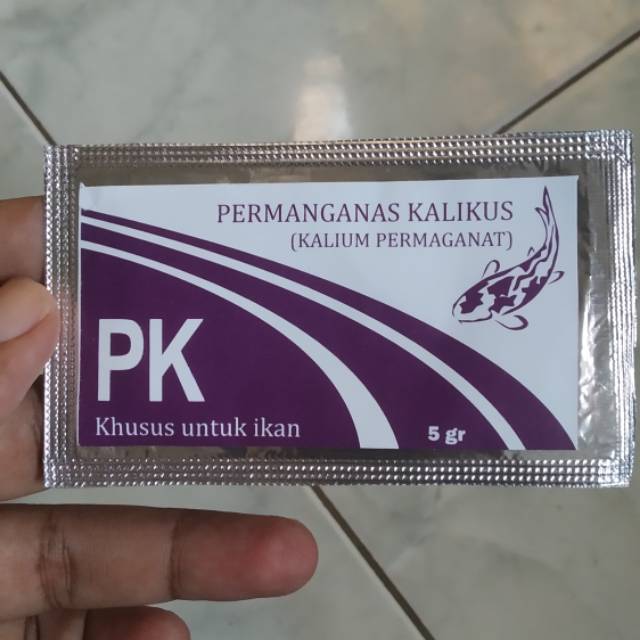 PERMANGANAS KALIKUS
(KALIUM PERMAGANAT)
PK
Khusus untuk ikan
5 gr